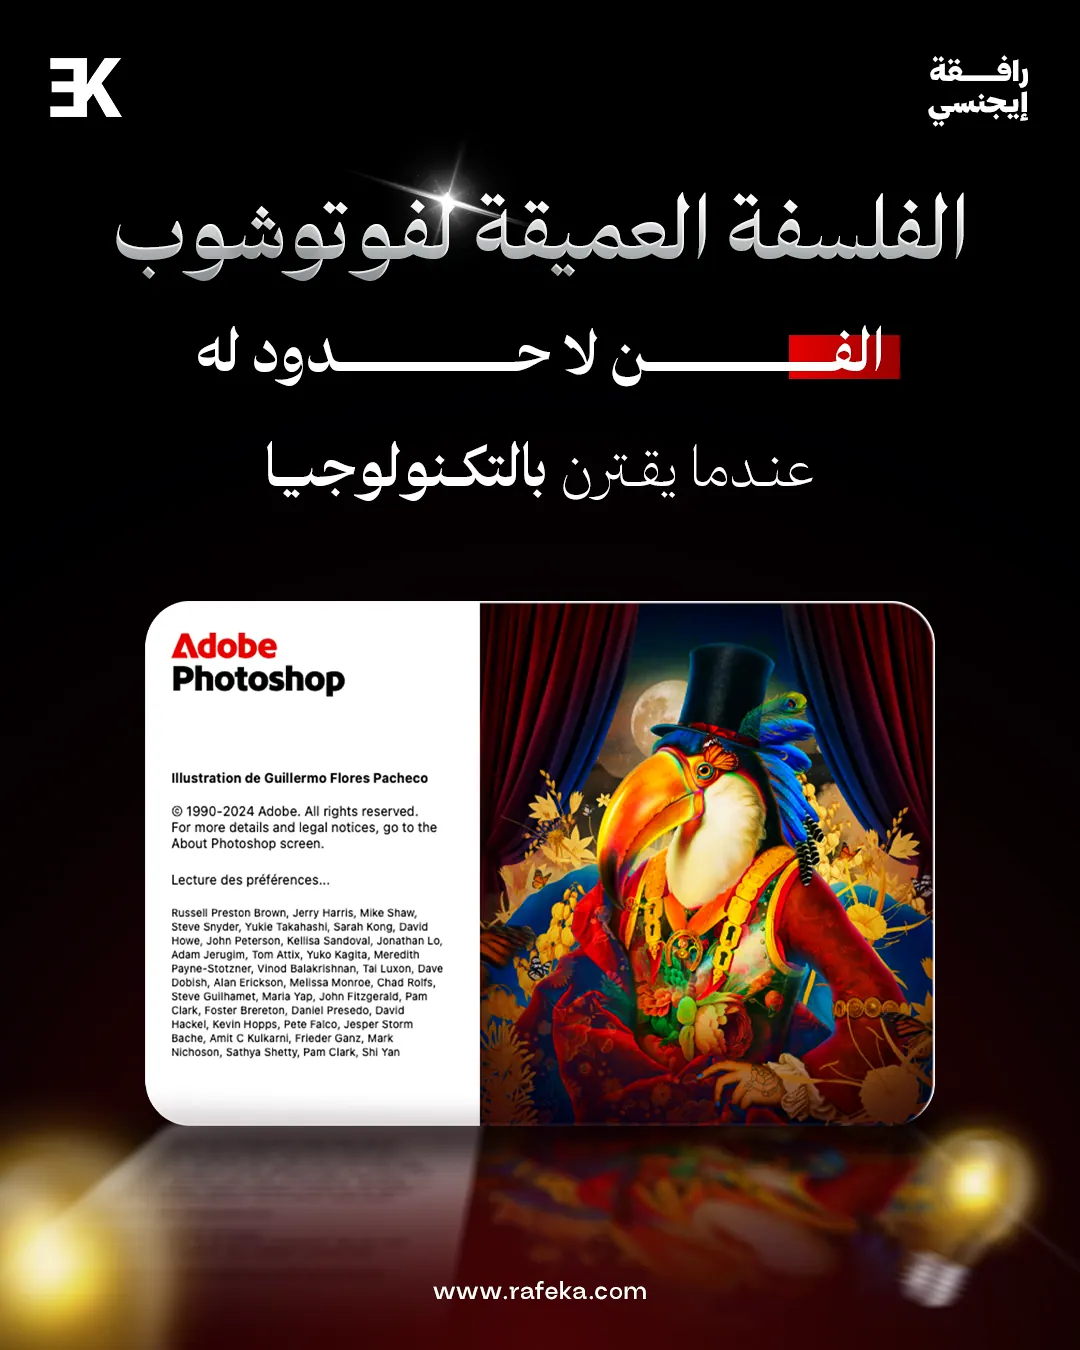 EK
رافقة
إيجنسي
الفلسفة العميقة لفوتوشوب
الفن لا حدود له
عندما يقترن بالتكنولوجيا
Adobe
Photoshop
Illustration de Guillermo Flores Pacheco
© 1990-2024 Adobe. All rights reserved.
For more details and legal notices, go to the
About Photoshop screen.
Lecture des préférences...
Russell Preston Brown, Jerry Harris, Mike Shaw,
Steve Snyder, Yukie Takahashi, Sarah Kong, David
Howe, John Peterson, Kellisa Sandoval, Jonathan Lo,
Adam Jerugim, Tom Attix, Yuko Kagita, Meredith
Payne-Stotzner, Vinod Balakrishnan, Tai Luxon, Dave
Dobish, Alan Erickson, Melissa Monroe, Chad Rolfs,
Steve Guilhamet, Maria Yap, John Fitzgerald, Pam
Clark, Foster Brereton, Daniel Presedo, David
Hackel, Kevin Hopps, Pete Falco, Jesper Storm
Bache, Amit C Kulkarni, Frieder Ganz, Mark
Nichoson, Sathya Shetty, Pam Clark, Shi Yan
www.rafeka.com